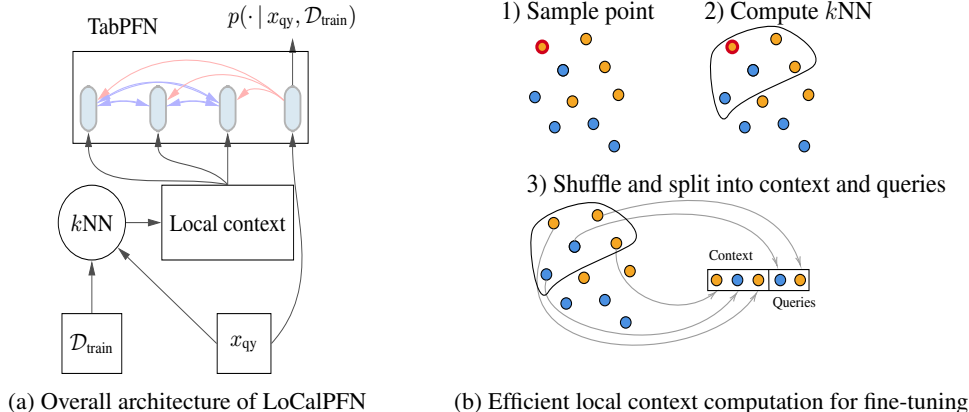 p(· | x_qy, D_train)
TabPFN
kNN
Local context
D_train
x_qy
(a) Overall architecture of LoCalPFN
1) Sample point
2) Compute kNN
3) Shuffle and split into context and queries
Context
Queries
(b) Efficient local context computation for fine-tuning